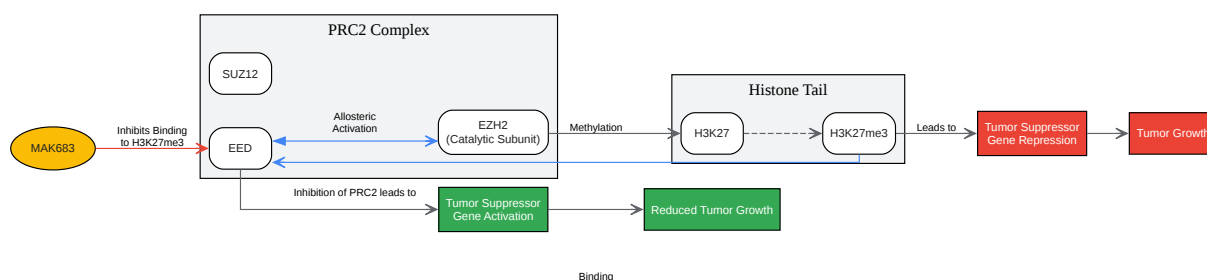 PRC2 Complex
SUZ12
Histone Tail
MAK683
Inhibits Binding
to H3K27me3
EED
Allosteric
Activation
EZH2
(Catalytic Subunit)
Methylation
H3K27
H3K27me3
Leads to
Tumor Suppressor
Gene Repression
Tumor Growth
Inhibition of PRC2 leads to
Tumor Suppressor
Gene Activation
Reduced Tumor Growth
Binding